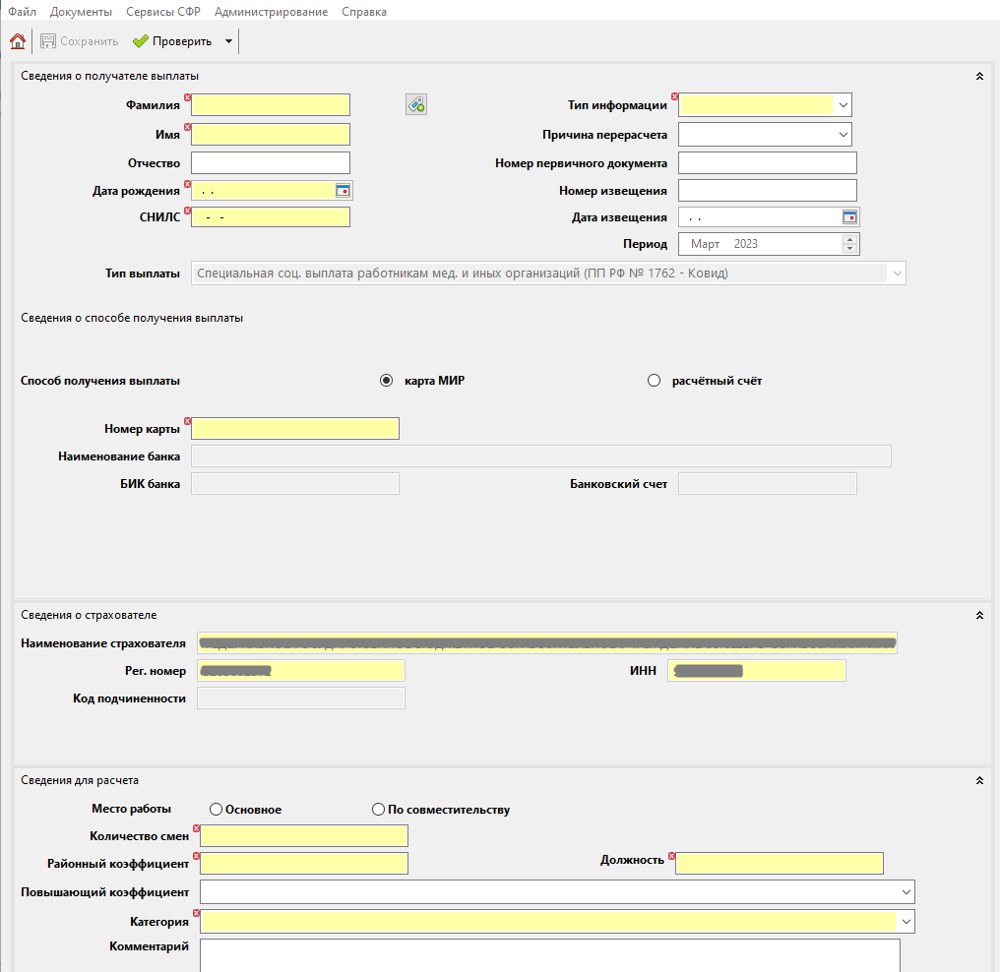 Файл Документы Сервисы СФР Администрирование Справка
Сохранить Проверить
Сведения о получателе выплаты
Фамилия Тип информации
Имя Причина перерасчета
Отчество Номер первичного документа
Дата рождения . . Номер извещения
СНИЛС - - Дата извещения . .
Период Март 2023
Тип выплаты Специальная соц. выплата работникам мед. и иных организаций (ПП РФ № 1762 - Ковид)
Сведения о способе получения выплаты
Способ получения выплаты карта МИР расчётный счёт
Номер карты
Наименование банка
БИК банка Банковский счет
Сведения о страхователе
Наименование страхователя
Рег. номер ИНН
Код подчиненности
Сведения для расчета
Место работы Основное По совместительству
Количество смен
Районный коэффициент Должность
Повышающий коэффициент
Категория
Комментарий